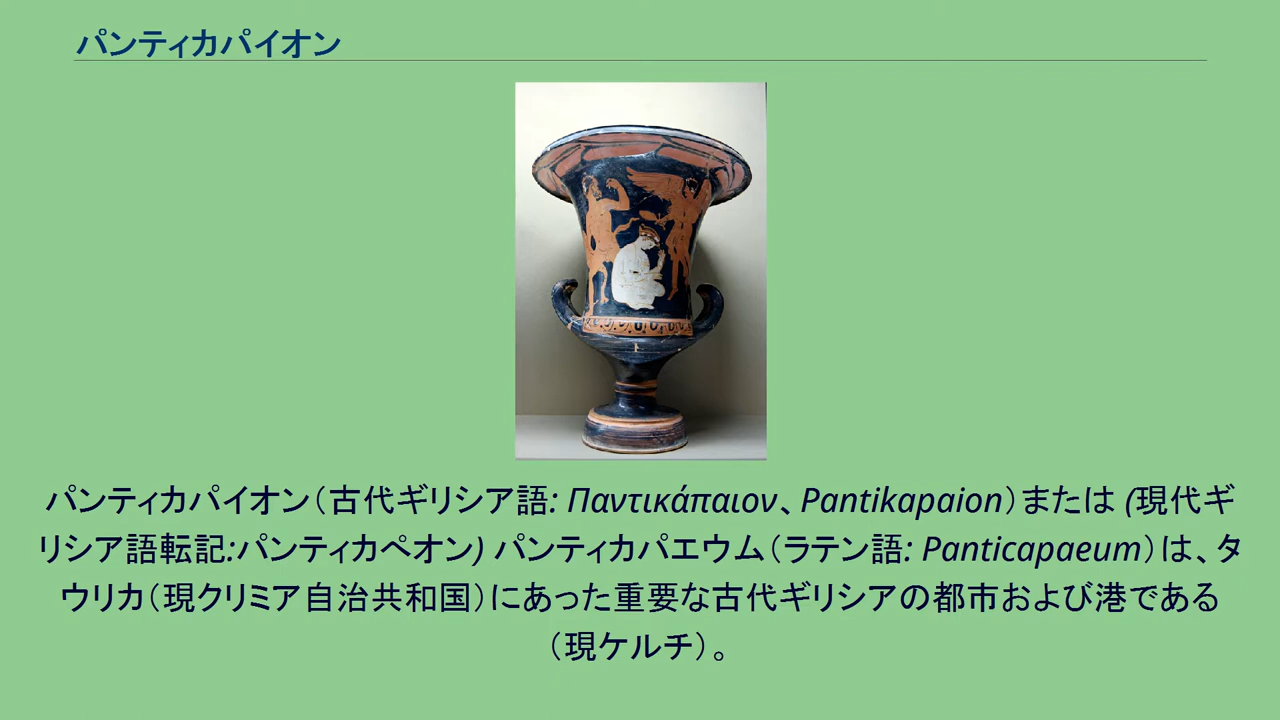 パンティカパイオン
パンティカパイオン（古代ギリシア語: Παντικάπαιον、Pantikapaion）または (現代ギ
リシア語転記:パンティカペオン) パンティカパエウム（ラテン語: Panticapaeum）は、タ
ウリカ（現クリミア自治共和国）にあった重要な古代ギリシアの都市および港である
（現ケルチ）。